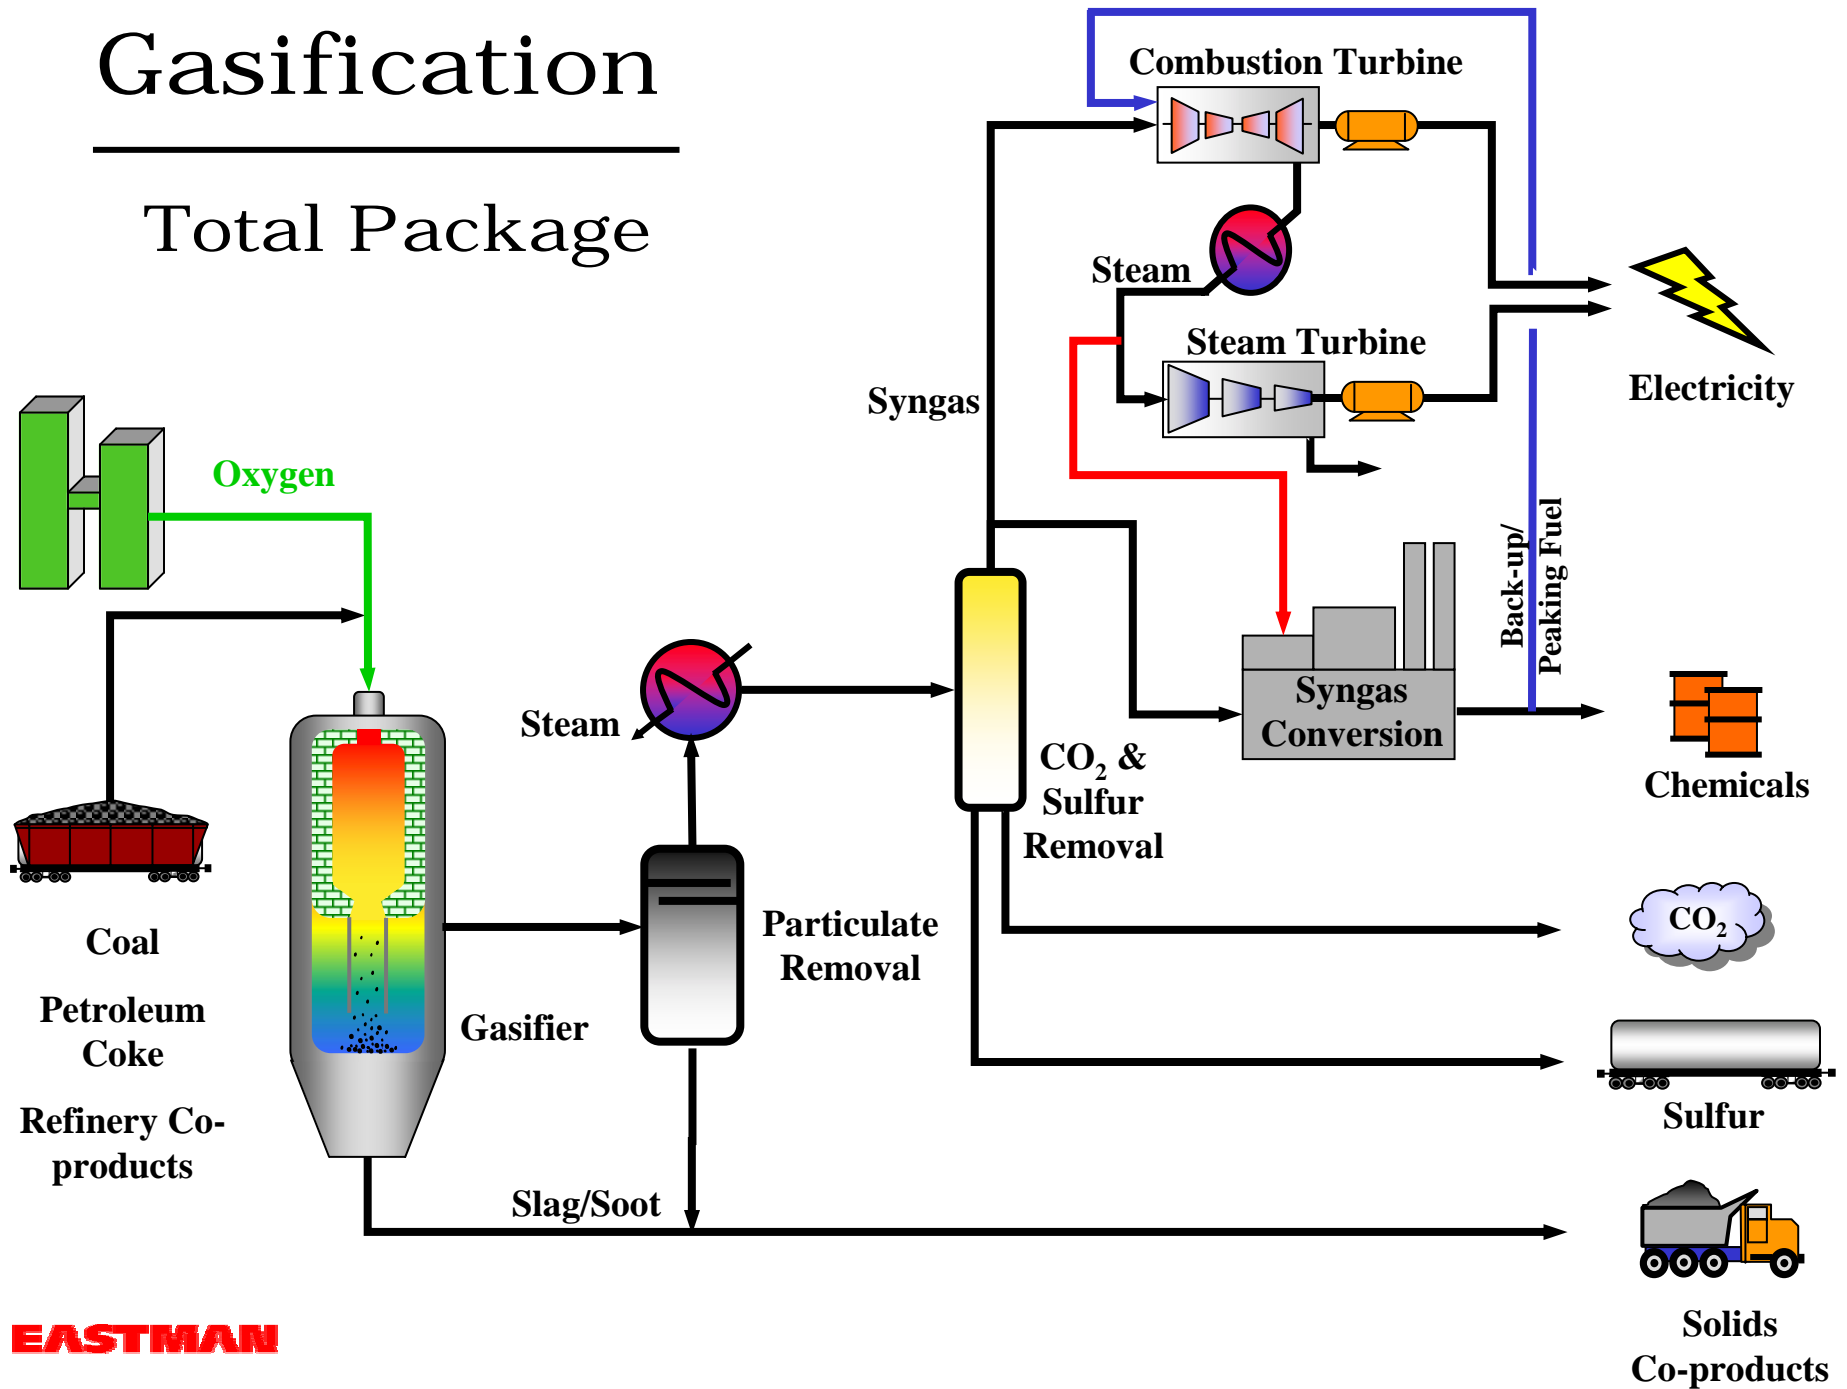 Gasification
Total Package
Combustion Turbine
Steam
Steam Turbine
Electricity
Syngas
Oxygen
Back-up/
Peaking Fuel
Syngas
Conversion
Steam
CO₂ &
Sulfur
Removal
Chemicals
Coal
Petroleum
Coke
Refinery Co-
products
Gasifier
Particulate
Removal
CO₂
Sulfur
Slag/Soot
Solids
Co-products
EASTMAN